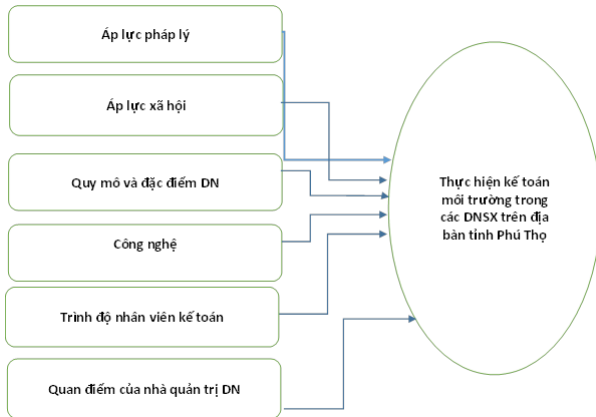 Áp lực pháp lý
Áp lực xã hội
Quy mô và đặc điểm DN
Công nghệ
Trình độ nhân viên kế toán
Quan điểm của nhà quản trị DN
Thực hiện kế toán
môi trường trong
các DNSX trên địa
bàn tỉnh Phú Thọ